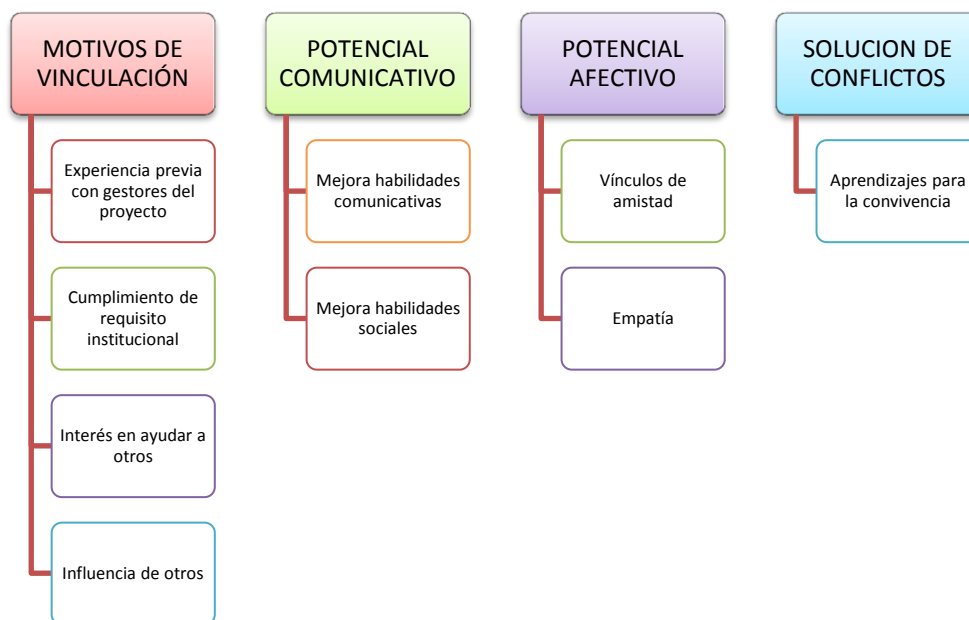 MOTIVOS DE
VINCULACIÓN
Experiencia previa
con gestores del
proyecto
Cumplimiento de
requisito
institucional
Interés en ayudar a
otros
Influencia de otros
POTENCIAL
COMUNICATIVO
Mejora habilidades
comunicativas
Mejora habilidades
sociales
POTENCIAL
AFECTIVO
Vínculos de
amistad
Empatía
SOLUCION DE
CONFLICTOS
Aprendizajes para
la convivencia